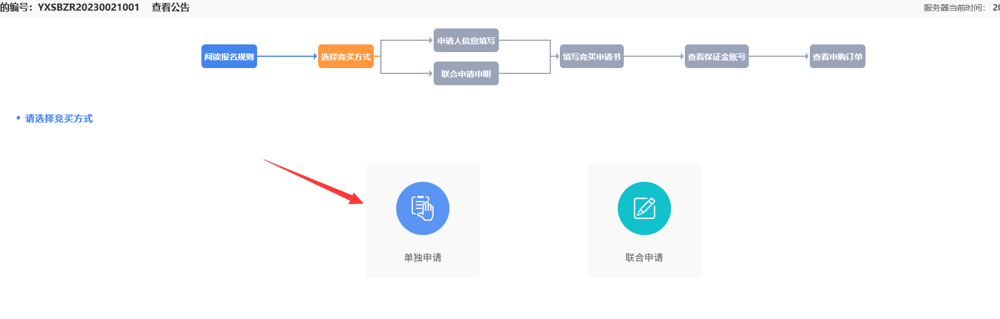 的编号：YXSBZR20230021001 查看公告 服务器当前时间： 20
申请人信息填写
阅读报名规则 选择竞买方式 填写竞买申请书 查看保证金账号 查看申购订单
联合申请申明
• 请选择竞买方式
单独申请 联合申请